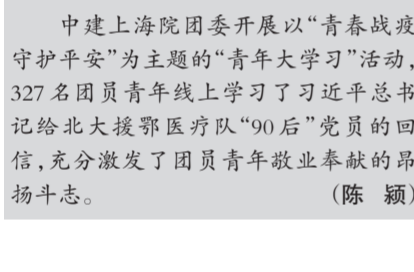 中建上海院团委开展以“青春战疫
守护平安”为主题的“青年大学习”活动，
327名团员青年线上学习了习近平总书
记给北大援鄂医疗队“90后”党员的回
信，充分激发了团员青年敬业奉献的昂
扬斗志。（陈　颖）